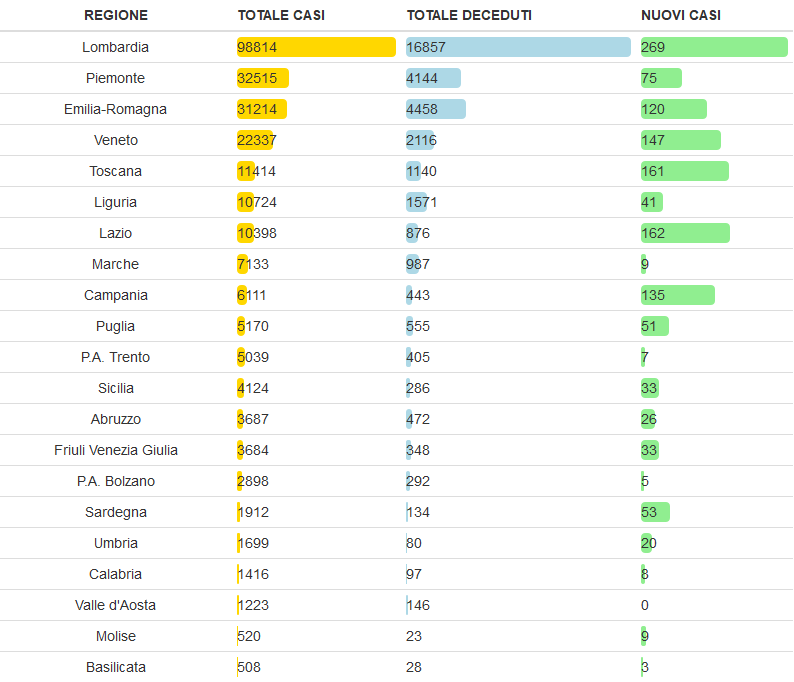 REGIONE TOTALE CASI TOTALE DECEDUTI NUOVI CASI
Lombardia 98814 16857 269
Piemonte 32515 4144 75
Emilia-Romagna 31214 4458 120
Veneto 22337 2116 147
Toscana 11414 1140 161
Liguria 10724 1571 41
Lazio 10398 876 162
Marche 7133 987 9
Campania 6111 443 135
Puglia 5170 555 51
P.A. Trento 5039 405 7
Sicilia 4124 286 33
Abruzzo 3687 472 26
Friuli Venezia Giulia 3684 348 33
P.A. Bolzano 2898 292 5
Sardegna 1912 134 53
Umbria 1699 80 20
Calabria 1416 97 8
Valle d'Aosta 1223 146 0
Molise 520 23 9
Basilicata 508 28 3